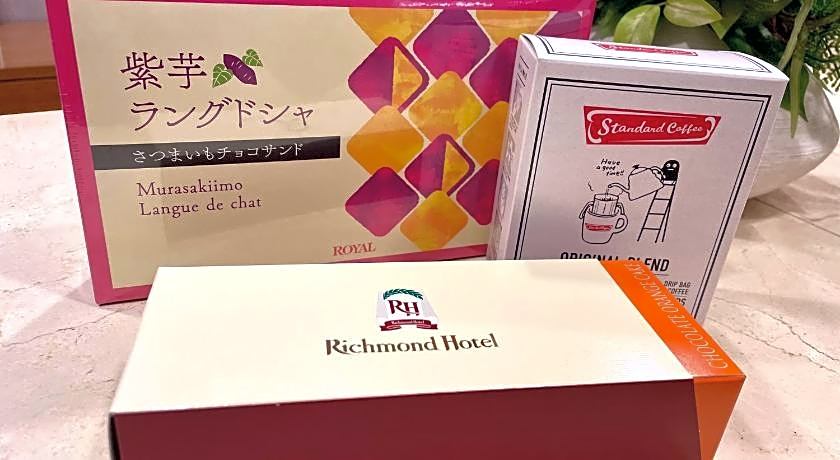 紫芋
ラングドシャ
さつまいもチョコサンド
Murasakiimo
Langue de chat
ROYAL
Standard Coffee
Have
a good
time!!
Standard Coffee
ORIGINAL BLEND
DRIP BAG
COFFEE
RH
Richmond Hotel
Richmond Hotel
CHOCOLATE ORANGE CAKE